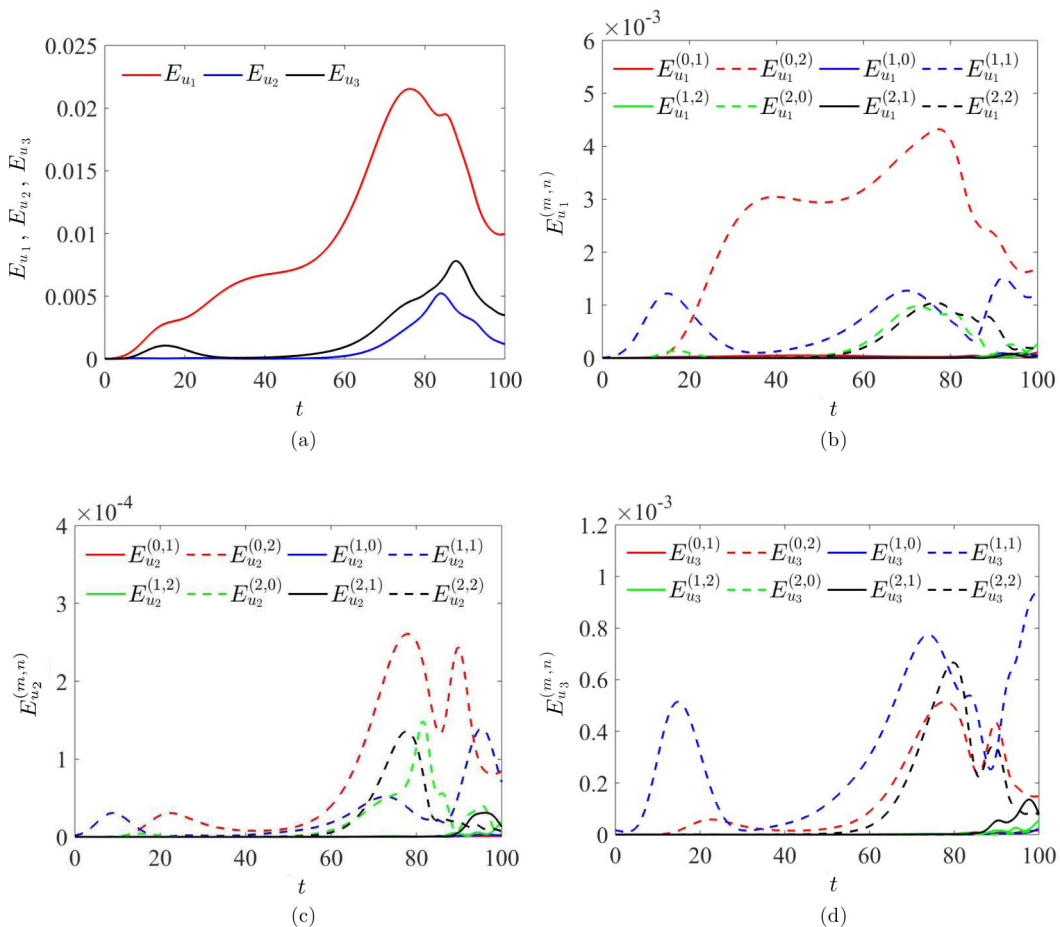 0.025
0.02
0.015
0.01
0.005
0
E_{u_1}, E_{u_2}, E_{u_3}
E_{u_1} E_{u_2} E_{u_3}
0 20 40 60 80 100
t
(a)
×10^{-3}
6
5
4
3
2
1
0
E_{u_1}^{(m,n)}
E_{u_1}^{(0,1)} E_{u_1}^{(0,2)} E_{u_1}^{(1,0)} E_{u_1}^{(1,1)}
E_{u_1}^{(1,2)} E_{u_1}^{(2,0)} E_{u_1}^{(2,1)} E_{u_1}^{(2,2)}
0 20 40 60 80 100
t
(b)
×10^{-4}
4
3
2
1
0
E_{u_2}^{(m,n)}
E_{u_2}^{(0,1)} E_{u_2}^{(0,2)} E_{u_2}^{(1,0)} E_{u_2}^{(1,1)}
E_{u_2}^{(1,2)} E_{u_2}^{(2,0)} E_{u_2}^{(2,1)} E_{u_2}^{(2,2)}
0 20 40 60 80 100
t
(c)
×10^{-3}
1.2
1
0.8
0.6
0.4
0.2
0
E_{u_3}^{(m,n)}
E_{u_3}^{(0,1)} E_{u_3}^{(0,2)} E_{u_3}^{(1,0)} E_{u_3}^{(1,1)}
E_{u_3}^{(1,2)} E_{u_3}^{(2,0)} E_{u_3}^{(2,1)} E_{u_3}^{(2,2)}
0 20 40 60 80 100
t
(d)